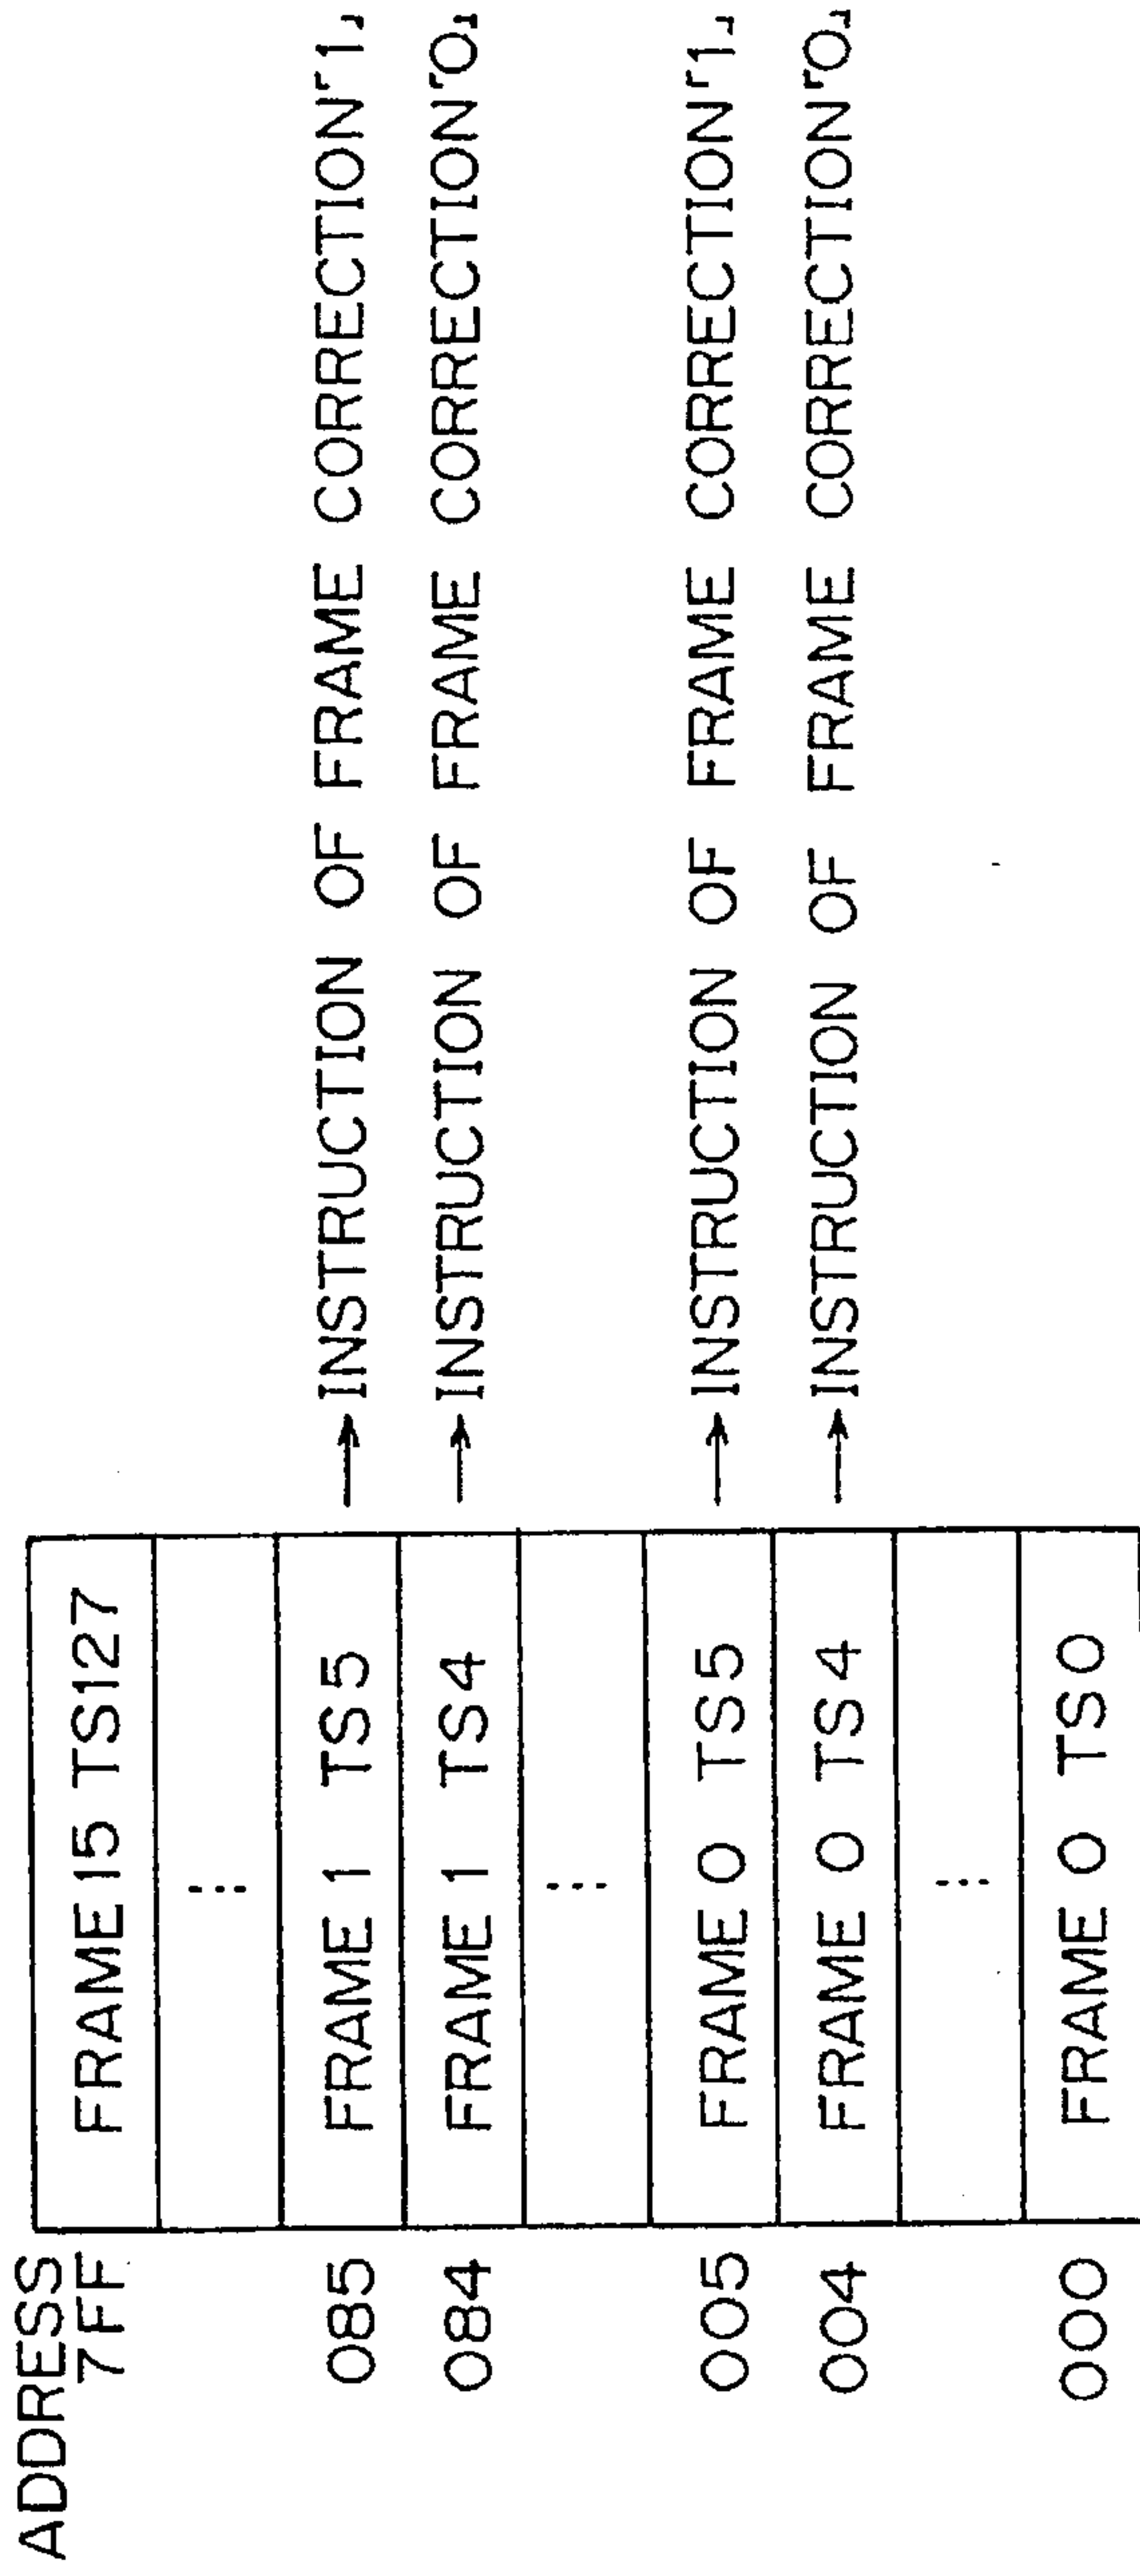 ADDRESS
7FF FRAME 15 TS127
⋮
085 FRAME 1 TS5 → INSTRUCTION OF FRAME CORRECTION「1」
084 FRAME 1 TS4 → INSTRUCTION OF FRAME CORRECTION「0」
⋮
005 FRAME 0 TS5 → INSTRUCTION OF FRAME CORRECTION「1」
004 FRAME 0 TS4 → INSTRUCTION OF FRAME CORRECTION「0」
⋮
000 FRAME 0 TS0